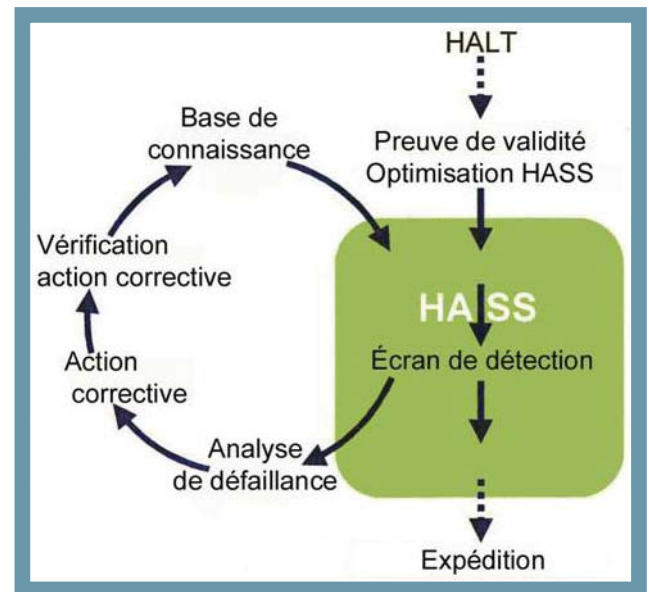 HALT
Preuve de validité
Optimisation HASS
Base de
connaissance
Vérification
action corrective
HASS
Écran de détection
Action
corrective
Analyse
de défaillance
Expédition